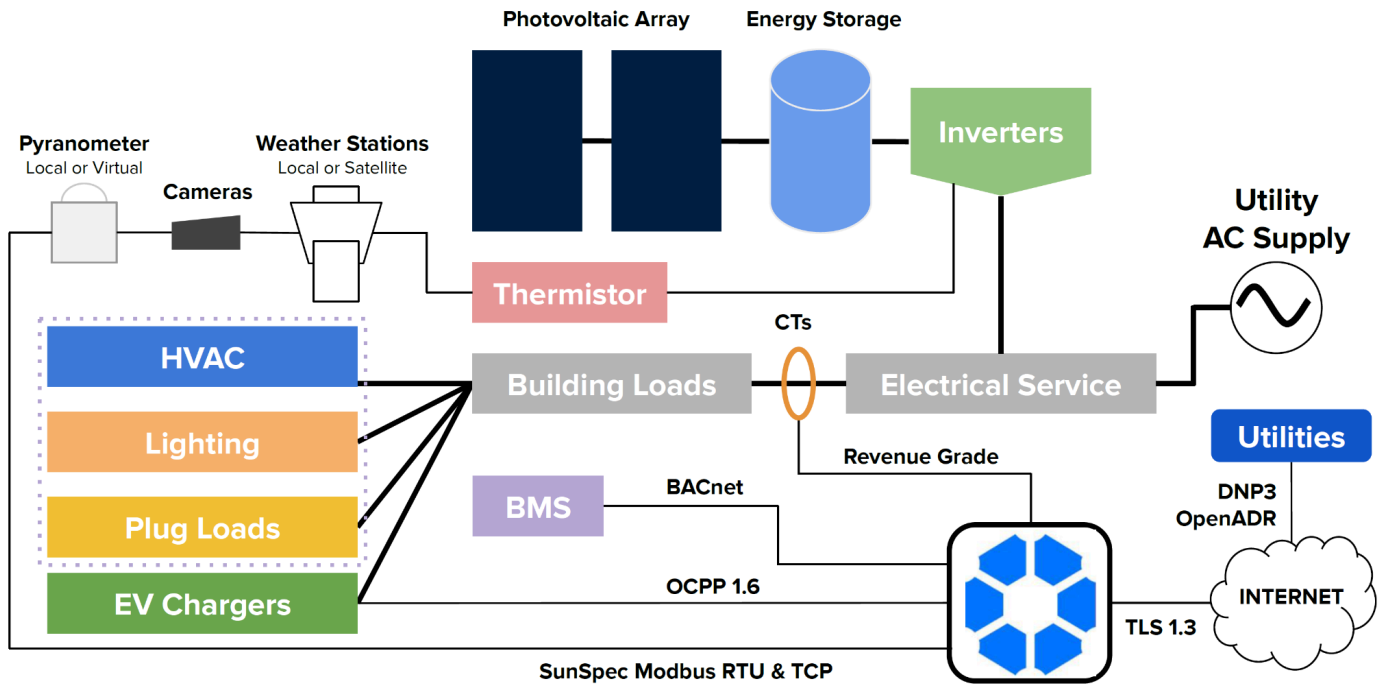 Photovoltaic Array
Energy Storage
Inverters
Pyranometer
Local or Virtual
Cameras
Weather Stations
Local or Satellite
Utility
AC Supply
Thermistor
CTs
HVAC
Building Loads
Electrical Service
Lighting
Utilities
Revenue Grade
BMS
BACnet
DNP3
OpenADR
Plug Loads
EV Chargers
OCPP 1.6
INTERNET
TLS 1.3
SunSpec Modbus RTU & TCP